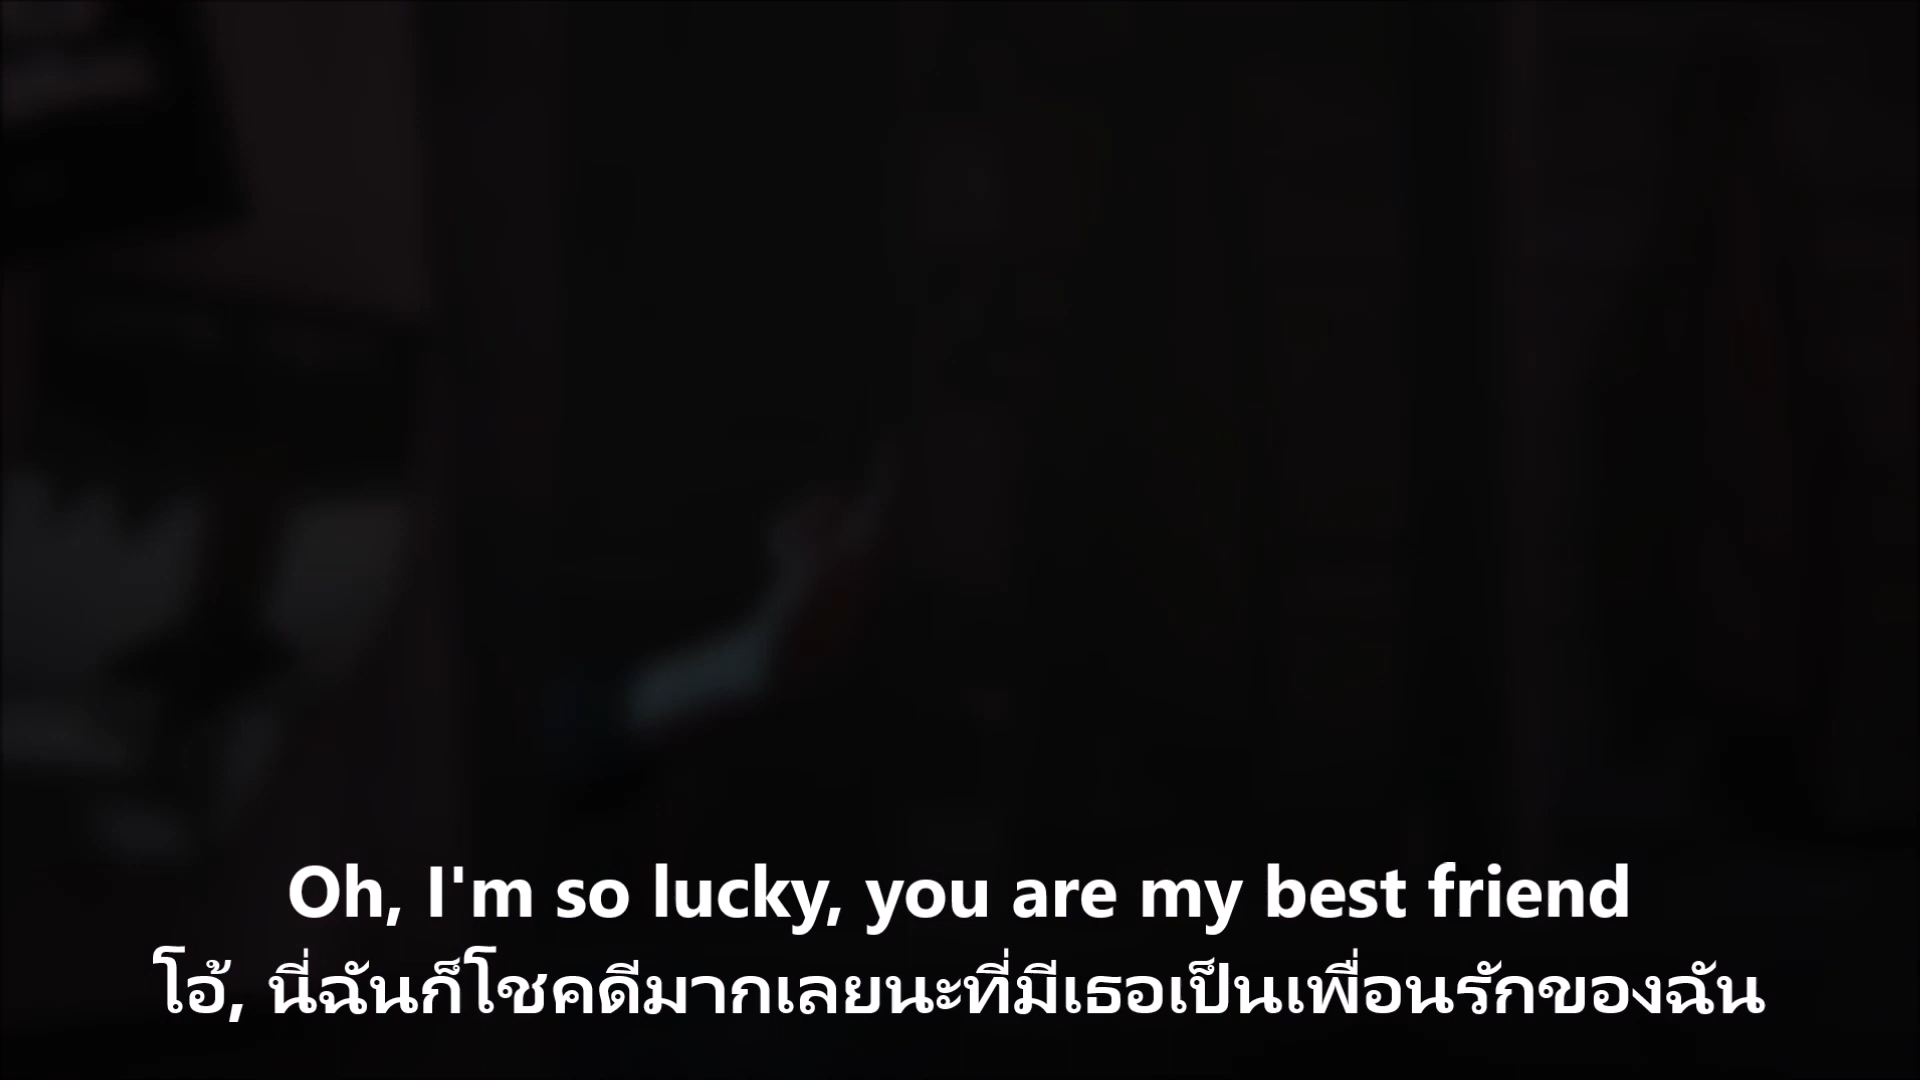 Oh, I'm so lucky, you are my best friend
โอ้, นี่ฉันก็โชคดีมากเลยนะที่มีเธอเป็นเพื่อนรักของฉัน